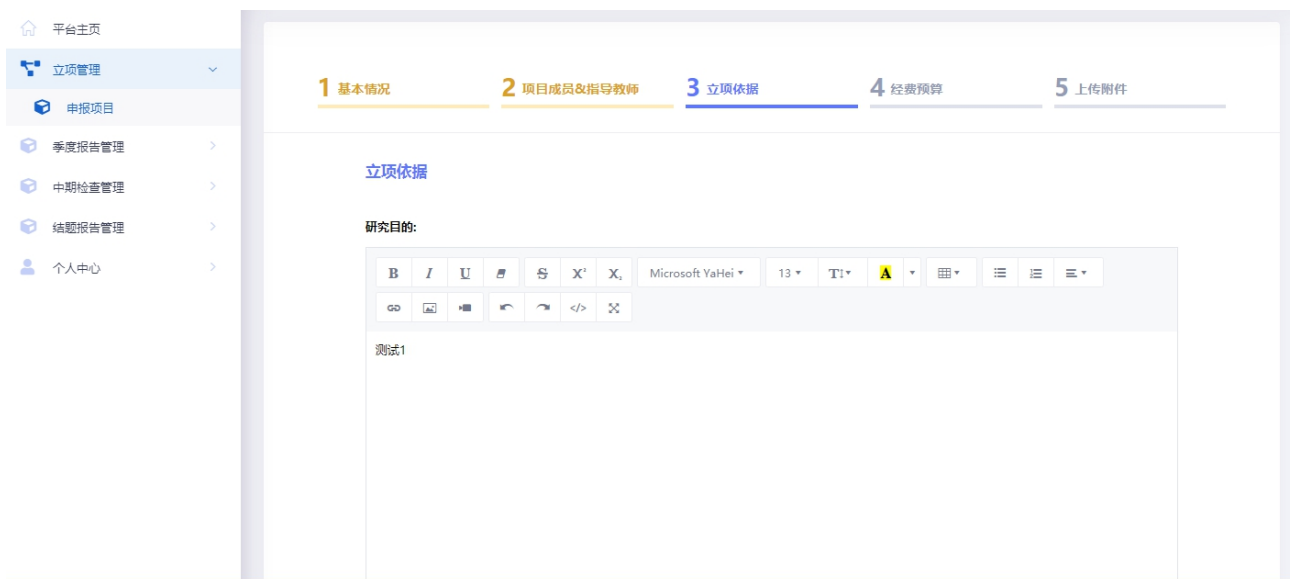 平台主页
立项管理
申报项目
季度报告管理
中期检查管理
结题报告管理
个人中心
1 基本情况
2 项目成员&指导教师
3 立项依据
4 经费预算
5 上传附件
立项依据
研究目的:
B I U S X² X₂ Microsoft YaHei 13 TI A
</>
测试1